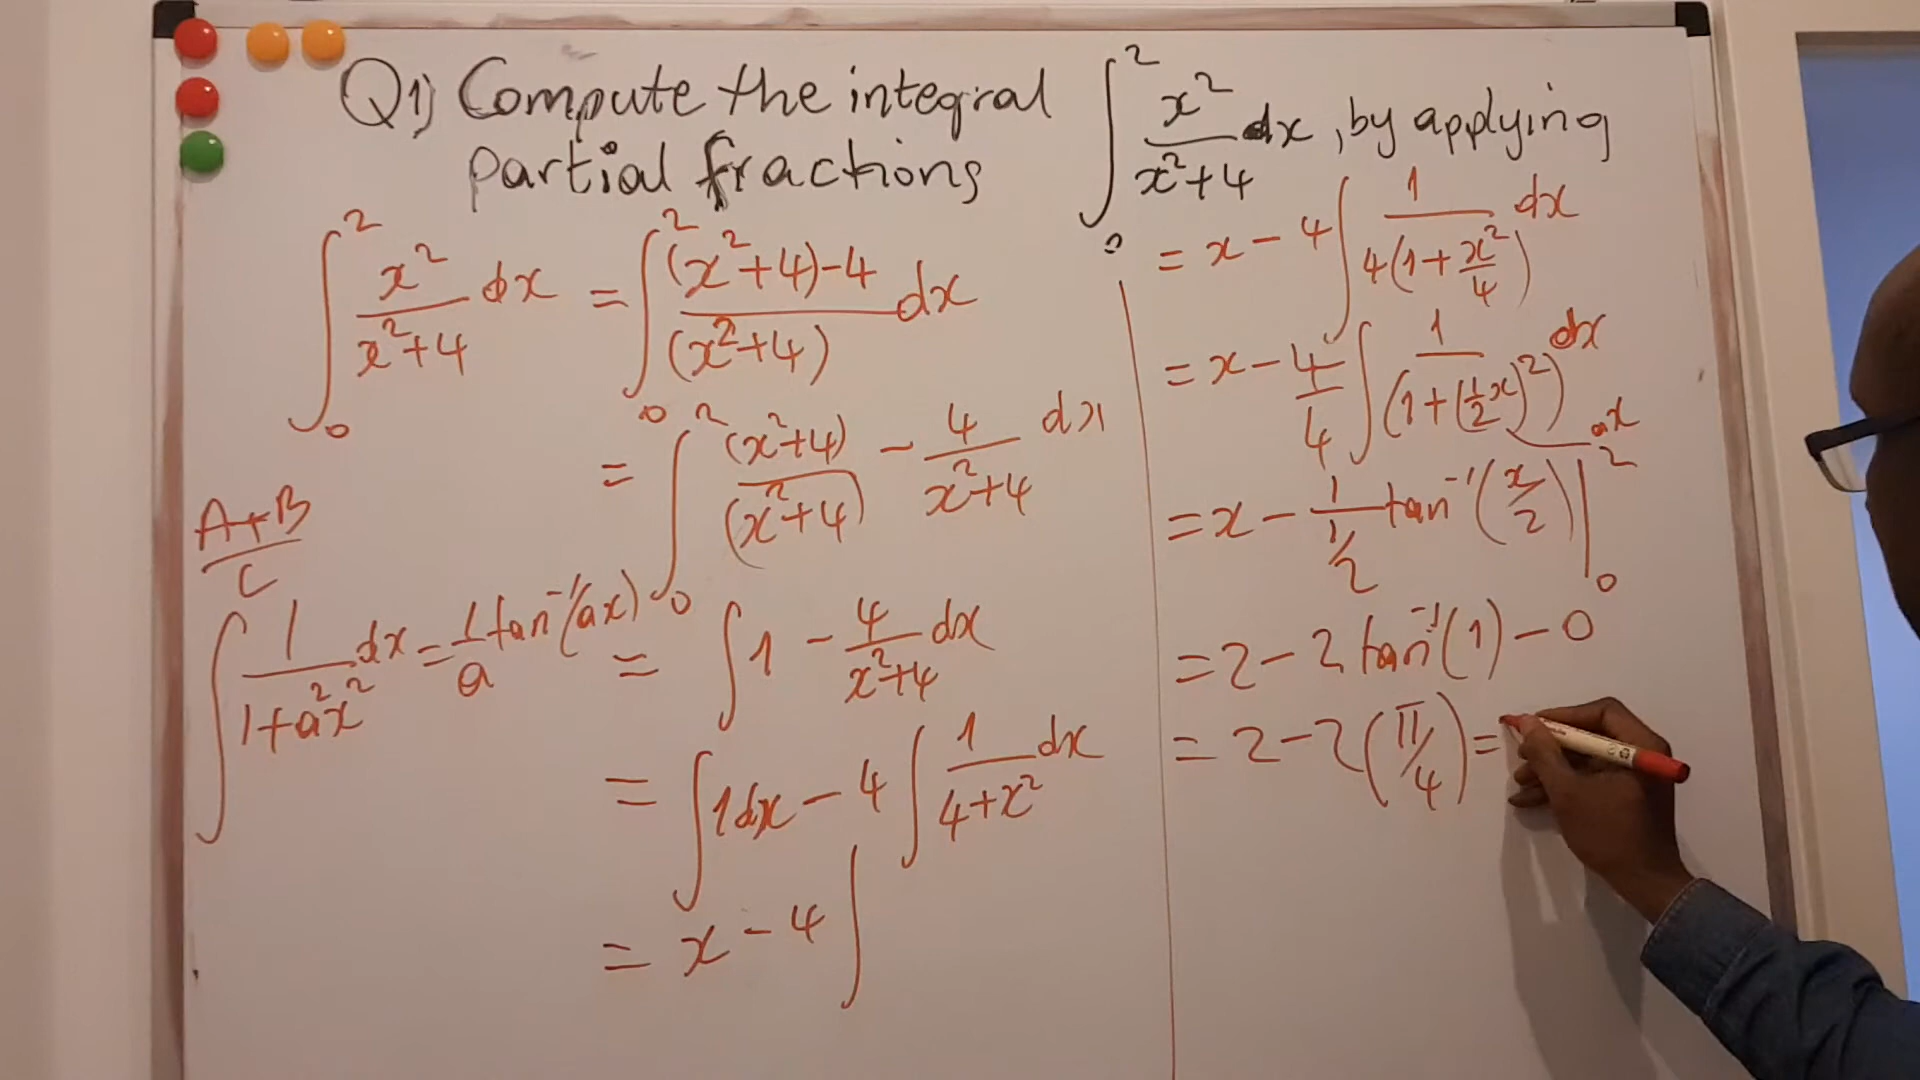 Q1) Compute the integral ∫₀² x²/(x²+4) dx, by applying
partial fractions
∫₀² x²/(x²+4) dx = ∫₀² ((x²+4)-4)/(x²+4) dx
= ∫₀² (x²+4)/(x²+4) - 4/(x²+4) dx
A+B/C
∫ 1/(1+a²x²) dx = 1/a tan⁻¹(ax)
= ∫ 1 - 4/(x²+4) dx
= ∫ 1dx - 4 ∫ 1/(4+x²) dx
= x - 4 ∫
= x - 4 ∫ 1/(4(1+x²/4)) dx
= x - 4/4 ∫ 1/(1+(1/2 x)²) dx
ax
= x - 1/(1/2) tan⁻¹(x/2) |₀²
= 2 - 2 tan⁻¹(1) - 0
= 2 - 2(π/4) =